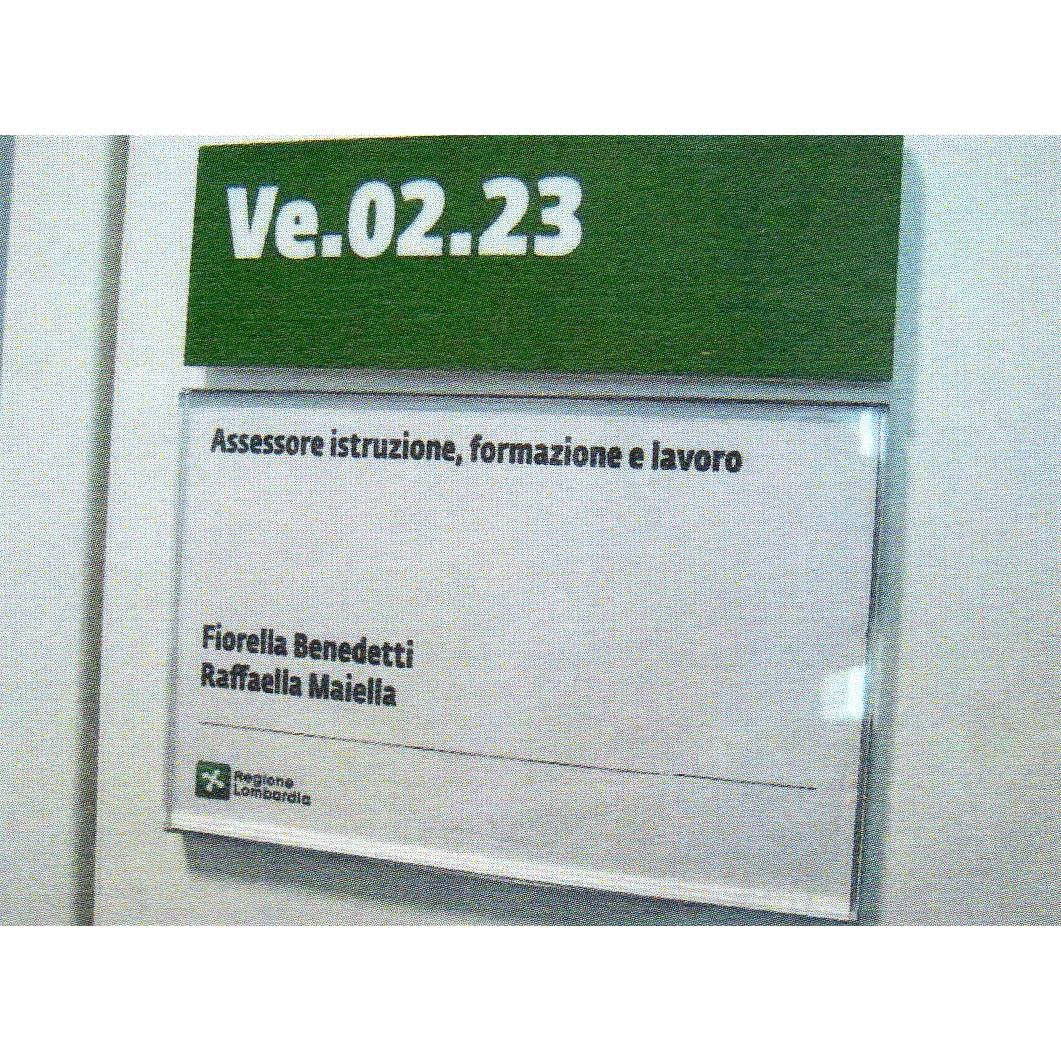 Ve.02.23
Assessore istruzione, formazione e lavoro
Fiorella Benedetti
Raffaella Maiella
Regione
Lombardia